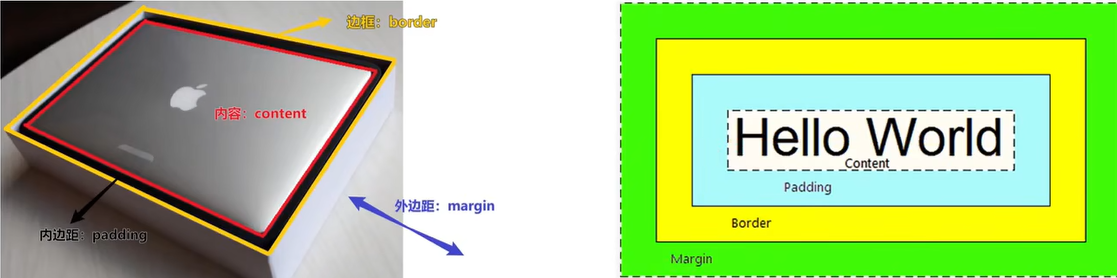 边框：border
内容：content
外边距：margin
内边距：padding
Hello World
Content
Padding
Border
Margin